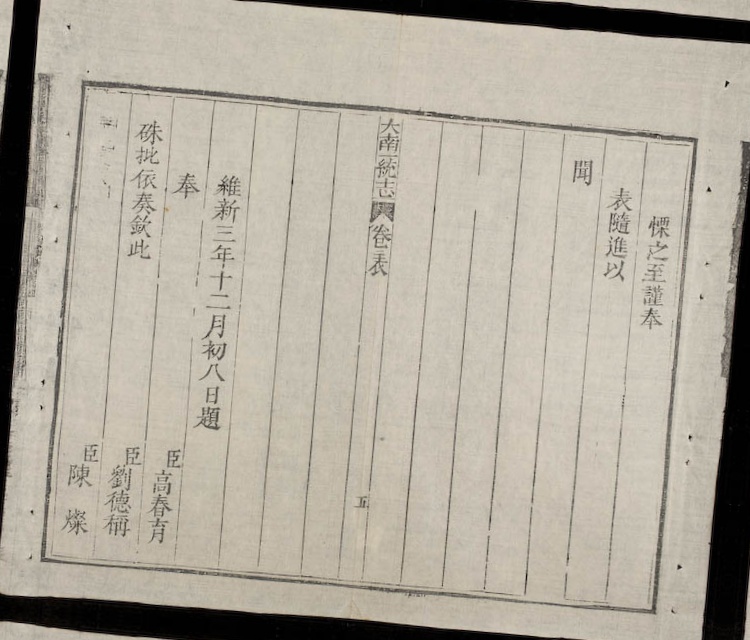 慄之至謹奉
表隨進以
聞
大南一統志
卷首表
五
維新三年十二月初八日題
奉
硃批依奏欽此
臣高春育
臣劉德稱
臣陳燦